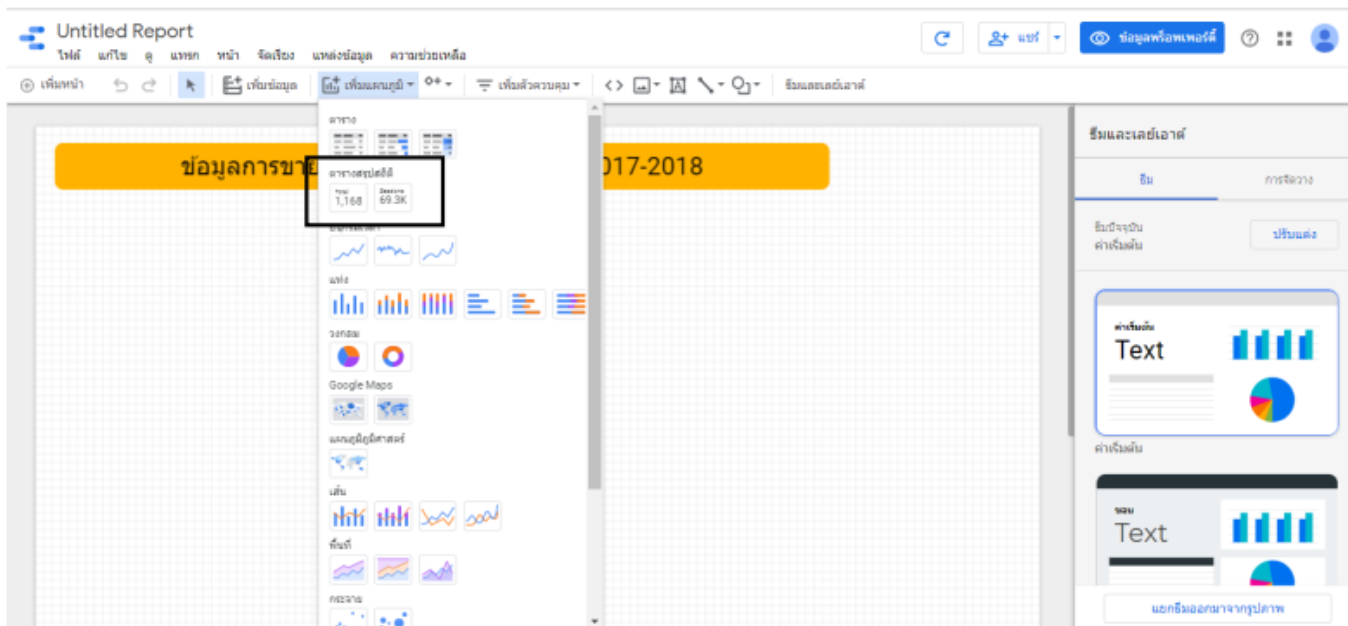 Untitled Report
ไฟล์ แก้ไข ดู แทรก หน้า จัดเรียง แหล่งข้อมูล ความช่วยเหลือ
แชร์
ข้อมูลพร็อพเพอร์ตี้
เพิ่มหน้า
เพิ่มข้อมูล
เพิ่มแผนภูมิ
เพิ่มตัวควบคุม
ธีมและเลย์เอาต์
ข้อมูลการขาย
017-2018
ตาราง
ตารางสรุปสถิติ
Total
1,168
Sessions
69.3K
แท่ง
วงกลม
Google Maps
แผนภูมิภูมิศาสตร์
เส้น
พื้นที่
กระจาย
ธีมและเลย์เอาต์
ธีม
การจัดวาง
ธีมปัจจุบัน
ค่าเริ่มต้น
ปรับแต่ง
ค่าเริ่มต้น
Text
ค่าเริ่มต้น
ขอบ
Text
แยกธีมออกมาจากรูปภาพ